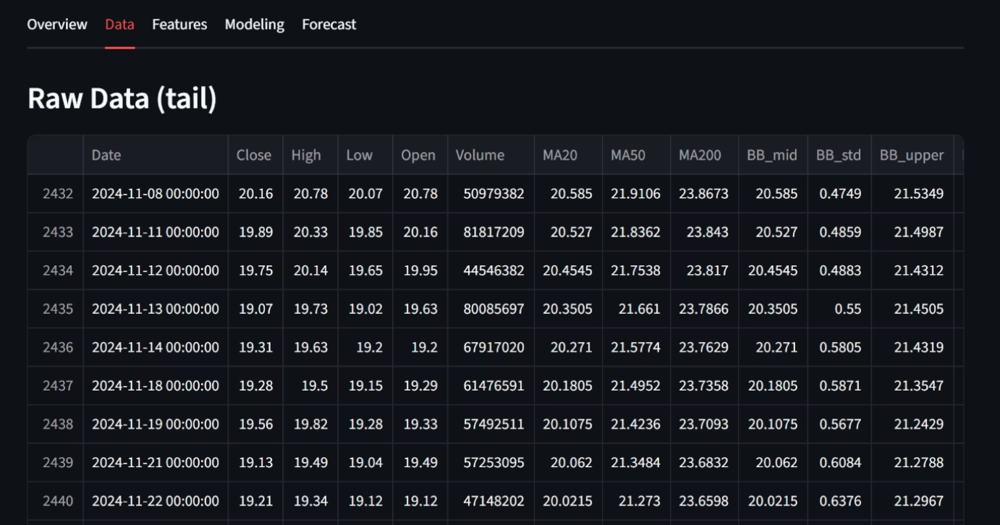 Overview Data Features Modeling Forecast
Raw Data (tail)
Date Close High Low Open Volume MA20 MA50 MA200 BB_mid BB_std BB_upper
2432 2024-11-08 00:00:00 20.16 20.78 20.07 20.78 50979382 20.585 21.9106 23.8673 20.585 0.4749 21.5349
2433 2024-11-11 00:00:00 19.89 20.33 19.85 20.16 81817209 20.527 21.8362 23.843 20.527 0.4859 21.4987
2434 2024-11-12 00:00:00 19.75 20.14 19.65 19.95 44546382 20.4545 21.7538 23.817 20.4545 0.4883 21.4312
2435 2024-11-13 00:00:00 19.07 19.73 19.02 19.63 80085697 20.3505 21.661 23.7866 20.3505 0.55 21.4505
2436 2024-11-14 00:00:00 19.31 19.63 19.2 19.2 67917020 20.271 21.5774 23.7629 20.271 0.5805 21.4319
2437 2024-11-18 00:00:00 19.28 19.5 19.15 19.29 61476591 20.1805 21.4952 23.7358 20.1805 0.5871 21.3547
2438 2024-11-19 00:00:00 19.56 19.82 19.28 19.33 57492511 20.1075 21.4236 23.7093 20.1075 0.5677 21.2429
2439 2024-11-21 00:00:00 19.13 19.49 19.04 19.49 57253095 20.062 21.3484 23.6832 20.062 0.6084 21.2788
2440 2024-11-22 00:00:00 19.21 19.34 19.12 19.12 47148202 20.0215 21.273 23.6598 20.0215 0.6376 21.2967